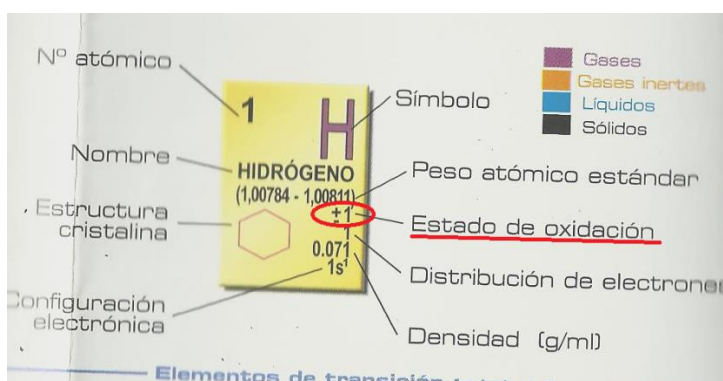 Nº atómico
Nombre
Estructura
cristalina
Configuración
electrónica
1
H
HIDRÓGENO
(1,00784 - 1,00811)
±1
1
0.071
1s¹
Símbolo
Peso atómico estándar
Estado de oxidación
Distribución de electrones
Densidad (g/ml)
Gases
Gases inertes
Líquidos
Sólidos
Elementos de transición